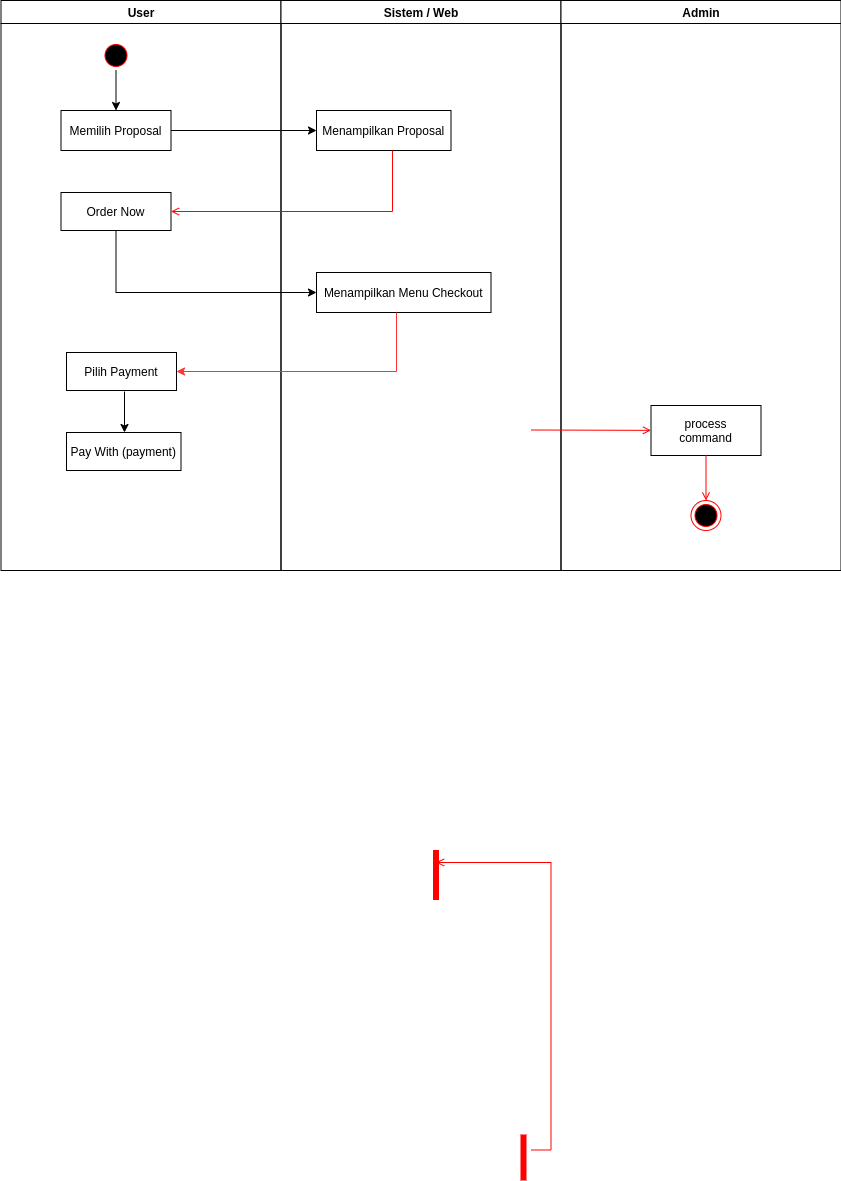 User
Sistem / Web
Admin
Memilih Proposal
Menampilkan Proposal
Order Now
Menampilkan Menu Checkout
Pilih Payment
Pay With (payment)
process
command